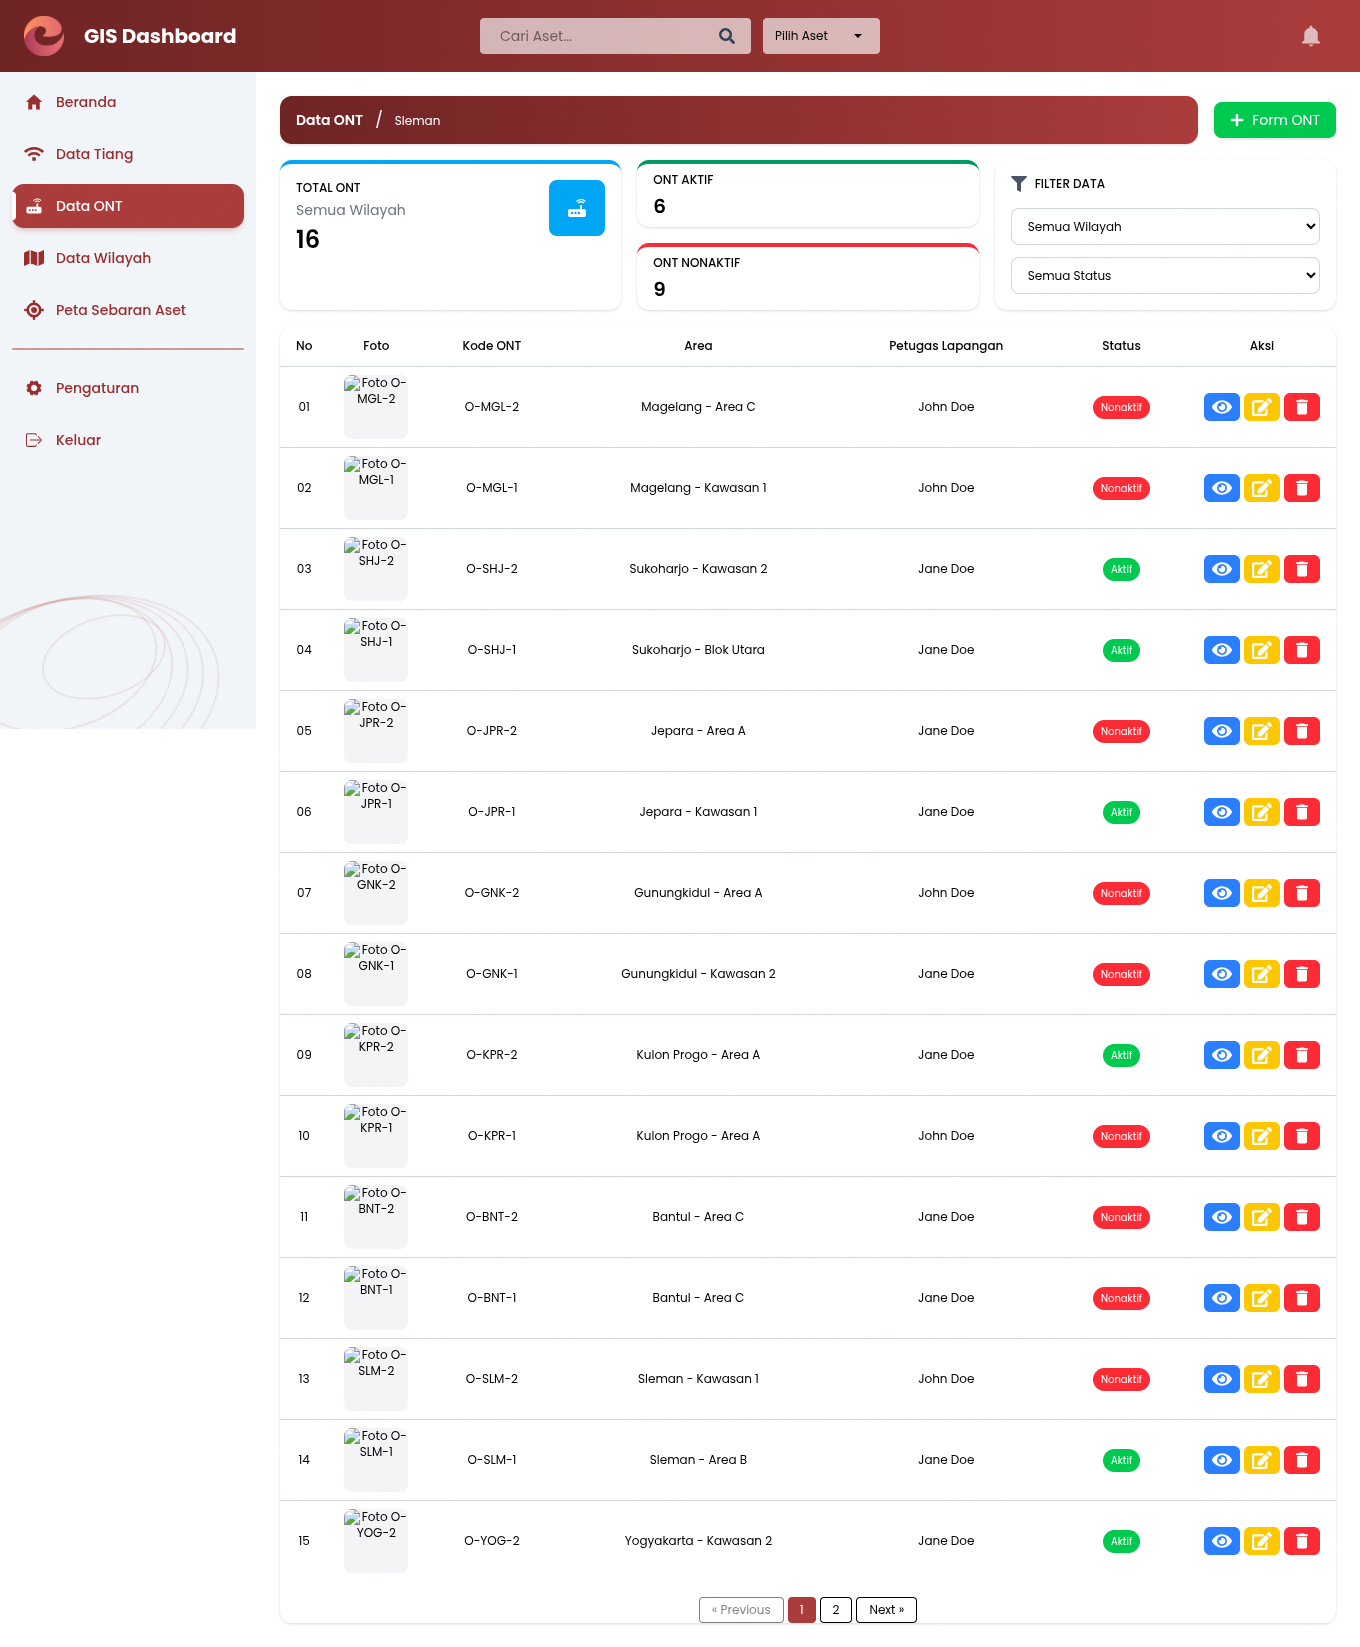 GIS Dashboard
Cari Aset...
Pilih Aset
Beranda
Data Tiang
Data ONT
Data Wilayah
Peta Sebaran Aset
Pengaturan
Keluar
Data ONT / Sleman
Form ONT
TOTAL ONT
Semua Wilayah
16
ONT AKTIF
6
ONT NONAKTIF
9
FILTER DATA
Semua Wilayah
Semua Status
No Foto Kode ONT Area Petugas Lapangan Status Aksi
01 Foto O-MGL-2 O-MGL-2 Magelang - Area C John Doe Nonaktif
02 Foto O-MGL-1 O-MGL-1 Magelang - Kawasan 1 John Doe Nonaktif
03 Foto O-SHJ-2 O-SHJ-2 Sukoharjo - Kawasan 2 Jane Doe Aktif
04 Foto O-SHJ-1 O-SHJ-1 Sukoharjo - Blok Utara Jane Doe Aktif
05 Foto O-JPR-2 O-JPR-2 Jepara - Area A Jane Doe Nonaktif
06 Foto O-JPR-1 O-JPR-1 Jepara - Kawasan 1 Jane Doe Aktif
07 Foto O-GNK-2 O-GNK-2 Gunungkidul - Area A John Doe Nonaktif
08 Foto O-GNK-1 O-GNK-1 Gunungkidul - Kawasan 2 Jane Doe Nonaktif
09 Foto O-KPR-2 O-KPR-2 Kulon Progo - Area A Jane Doe Aktif
10 Foto O-KPR-1 O-KPR-1 Kulon Progo - Area A John Doe Nonaktif
11 Foto O-BNT-2 O-BNT-2 Bantul - Area C Jane Doe Nonaktif
12 Foto O-BNT-1 O-BNT-1 Bantul - Area C Jane Doe Nonaktif
13 Foto O-SLM-2 O-SLM-2 Sleman - Kawasan 1 John Doe Nonaktif
14 Foto O-SLM-1 O-SLM-1 Sleman - Area B Jane Doe Aktif
15 Foto O-YOG-2 O-YOG-2 Yogyakarta - Kawasan 2 Jane Doe Aktif
« Previous 1 2 Next »